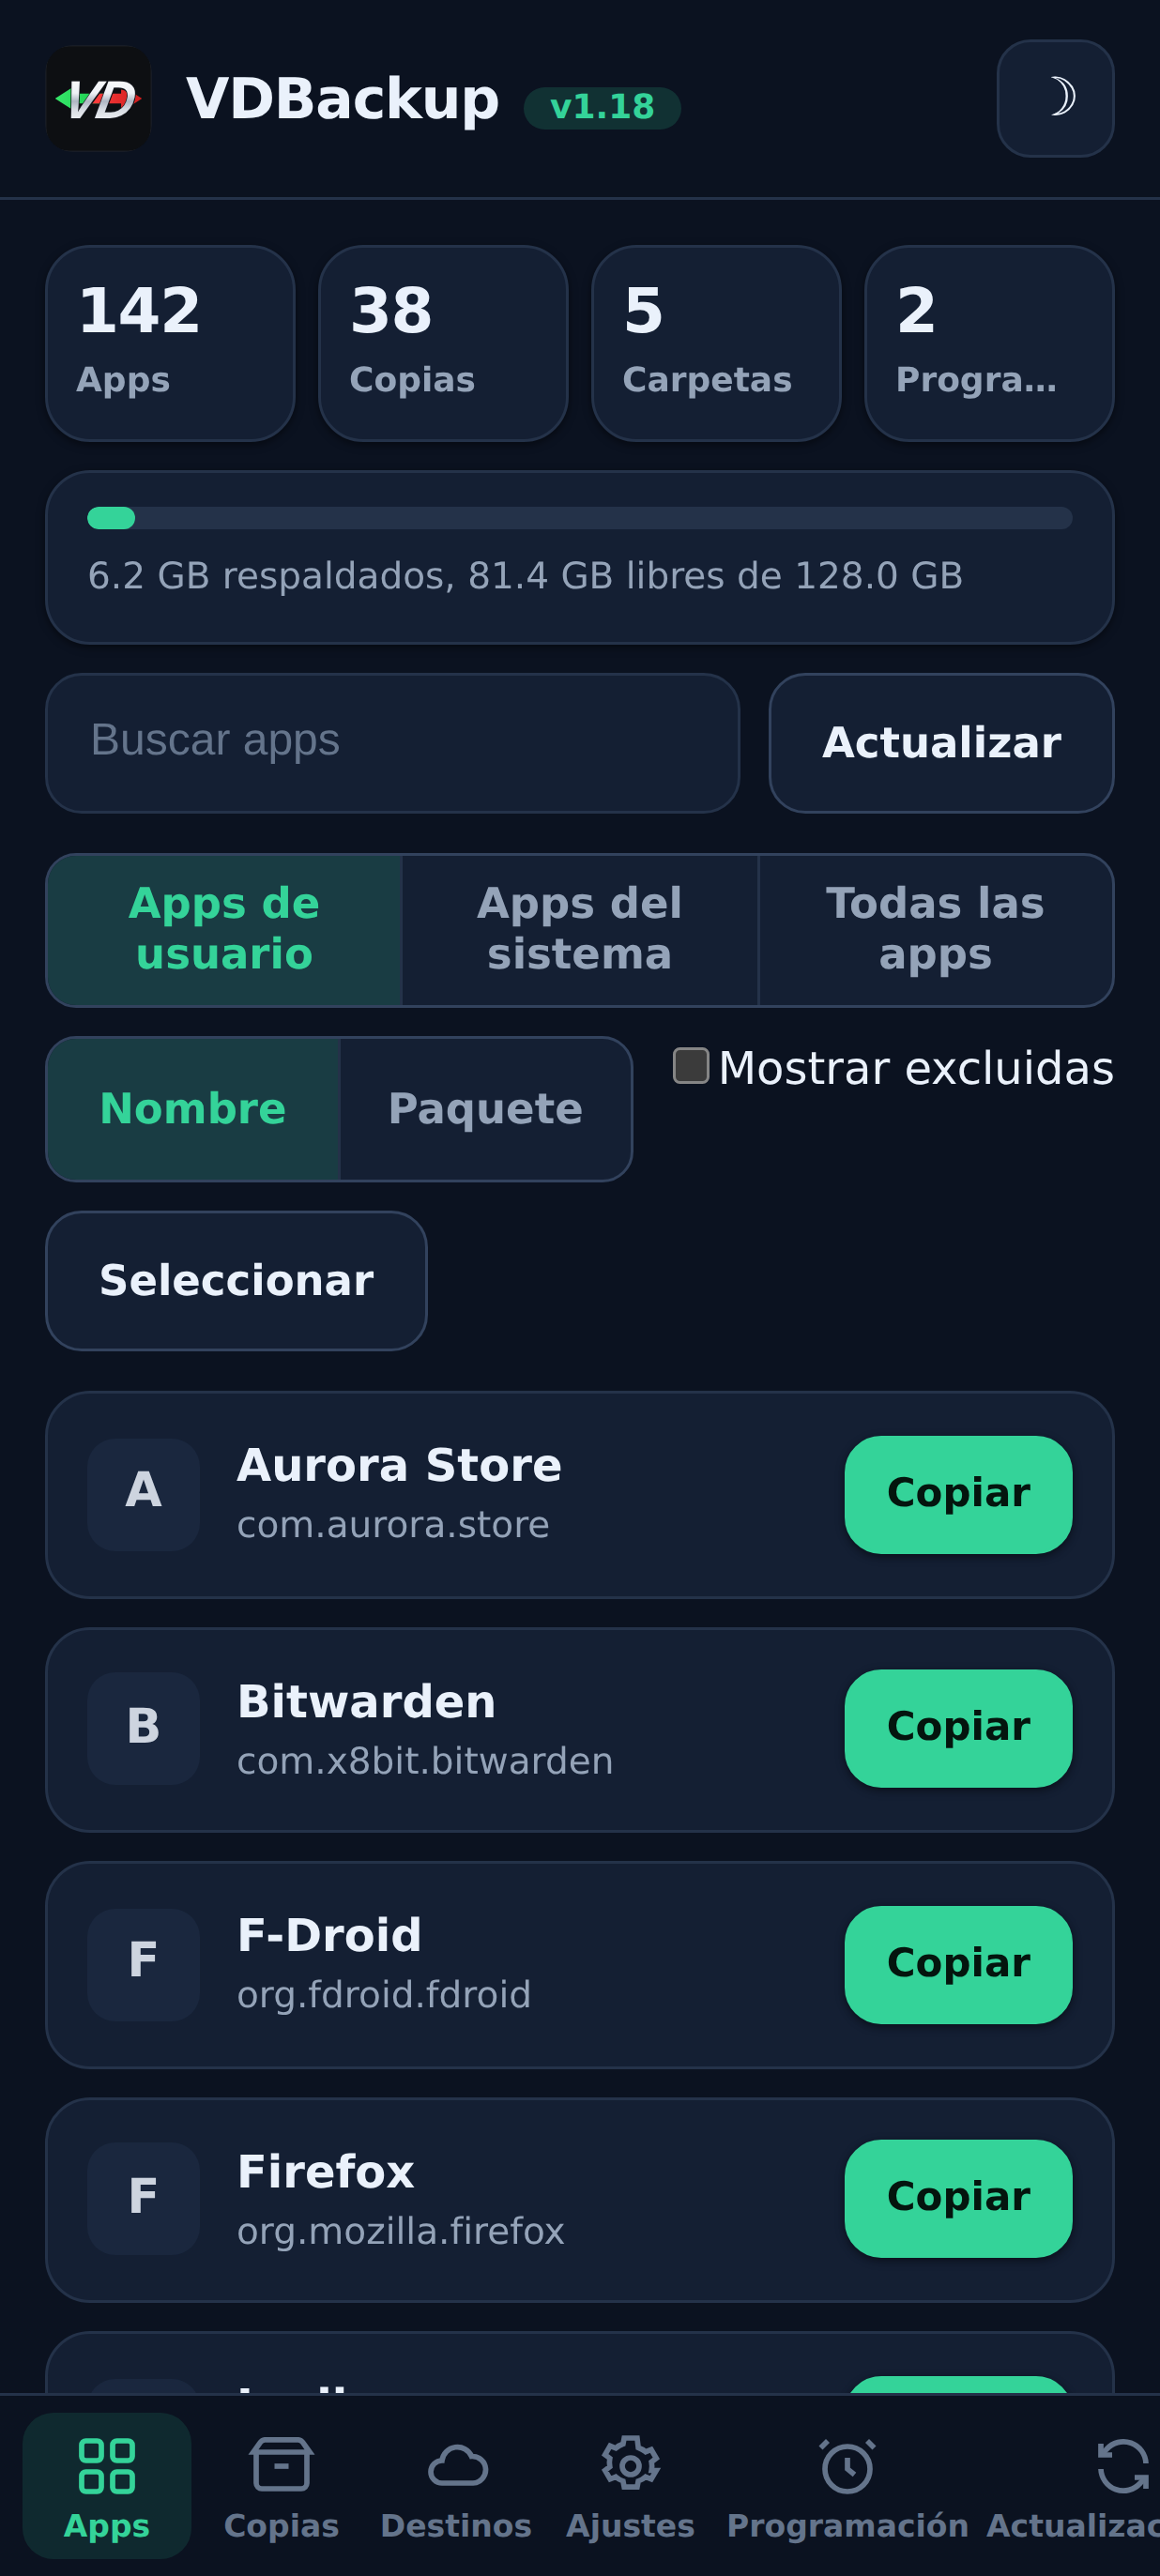 VD
VDBackup v1.18
142 38 5 2
Apps Copias Carpetas Progra...
6.2 GB respaldados, 81.4 GB libres de 128.0 GB
Buscar apps Actualizar
Apps de usuario Apps del sistema Todas las apps
Nombre Paquete Mostrar excluidas
Seleccionar
A Aurora Store Copiar
com.aurora.store
B Bitwarden Copiar
com.x8bit.bitwarden
F F-Droid Copiar
org.fdroid.fdroid
F Firefox Copiar
org.mozilla.firefox
Apps Copias Destinos Ajustes Programación